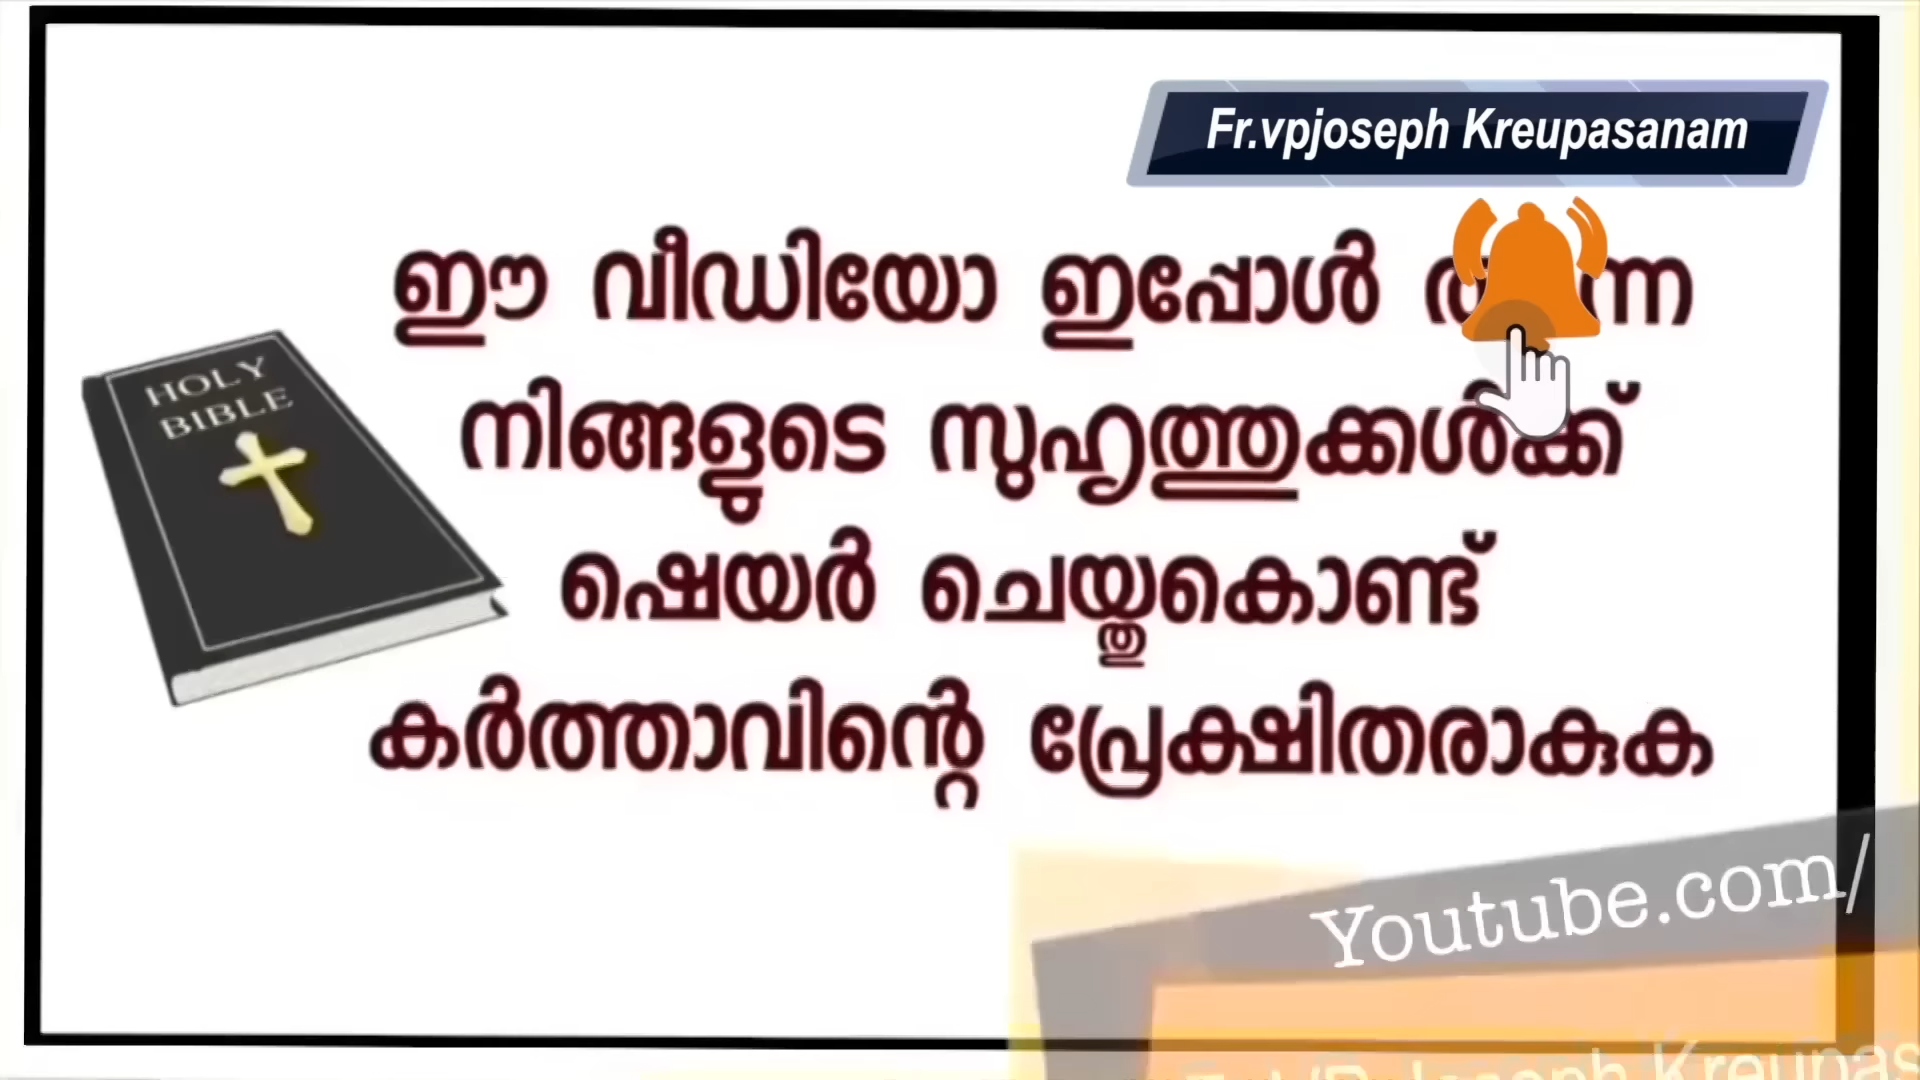 Fr.vpjoseph Kreupasanam
ഈ വീഡിയോ ഇപ്പോൾ
നിങ്ങളുടെ സുഹൃത്തുക്കൾക്ക്
ഷെയർ ചെയ്തുകൊണ്ട്
കർത്താവിന്റെ പ്രേക്ഷിതരാകുക
HOLY
BIBLE
Youtube.com/